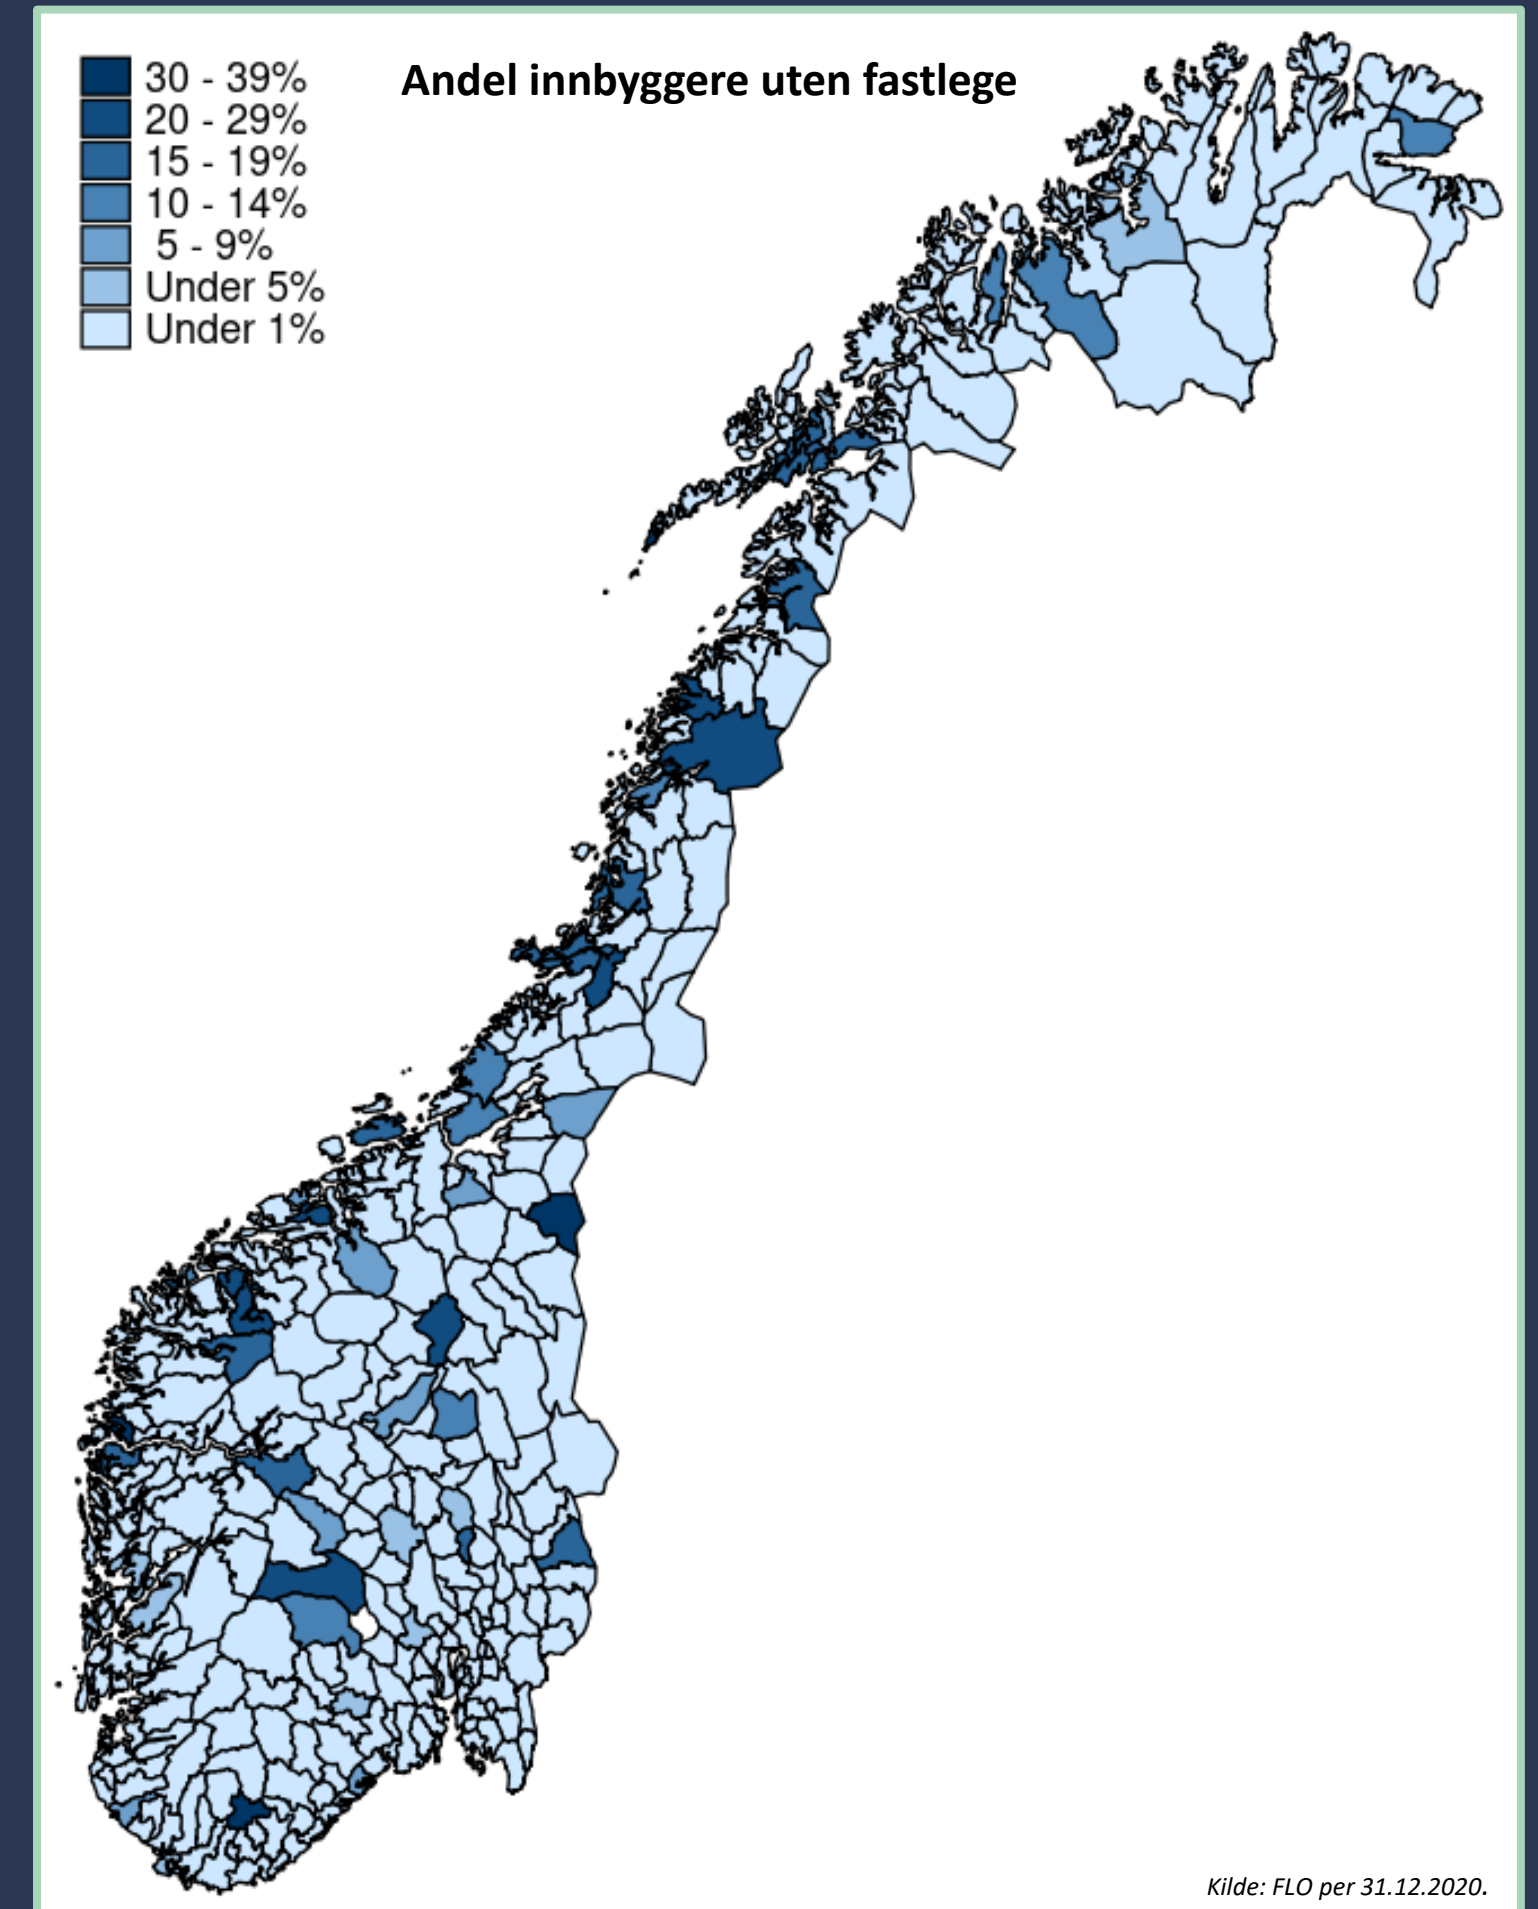 Andel innbyggere uten fastlege
30 - 39%
20 - 29%
15 - 19%
10 - 14%
5 - 9%
Under 5%
Under 1%
Kilde: FLO per 31.12.2020.